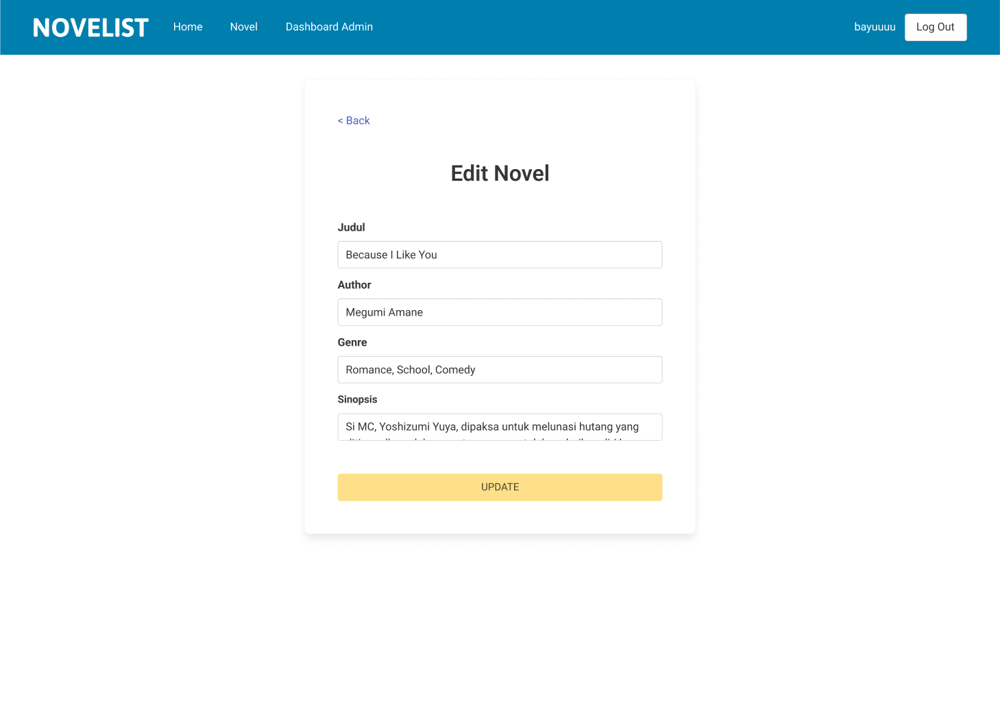 NOVELIST Home Novel Dashboard Admin bayuuuu Log Out
< Back
Edit Novel
Judul
Because I Like You
Author
Megumi Amane
Genre
Romance, School, Comedy
Sinopsis
Si MC, Yoshizumi Yuya, dipaksa untuk melunasi hutang yang
UPDATE